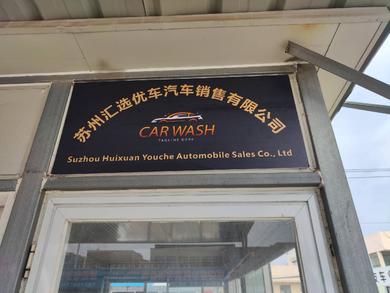 苏州汇选优车汽车销售有限公司
CAR WASH
TAGLINE HERE
Suzhou Huixuan Youche Automobile Sales Co., Ltd